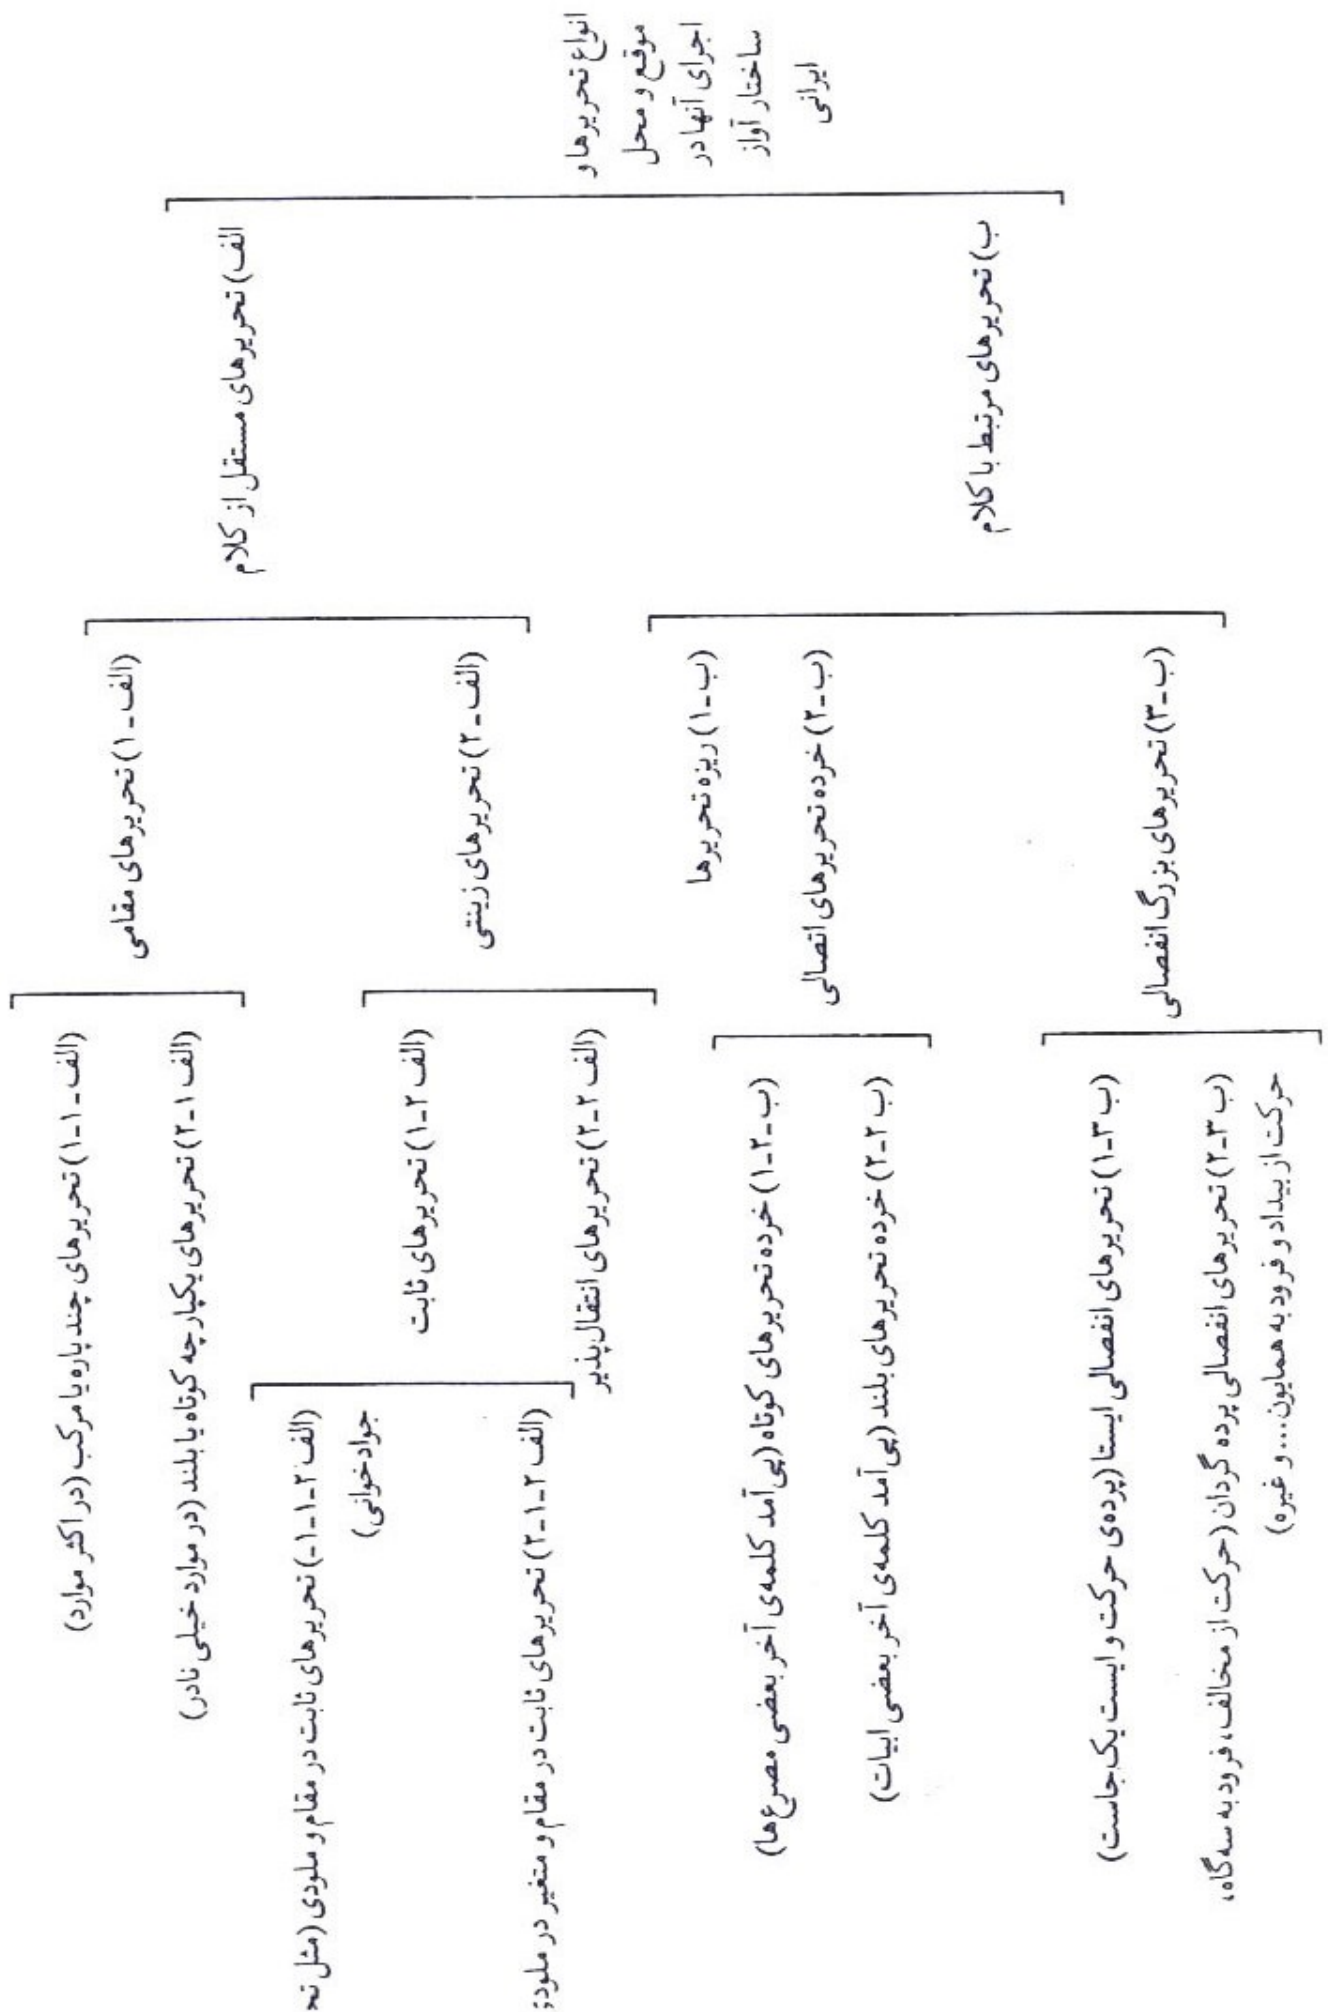 انواع تحریرها و
موقع و محل
اجرای آنها در
ساختار آواز
ایرانی
الف) تحریرهای مستقل از کلام
(الف-۱) تحریرهای مقامی
(الف-۱-۱) تحریرهای چند پاره یا مرکب (در اکثر موارد)
(الف ۱-۲) تحریرهای یکپارچه کوتاه یا بلند (در موارد خیلی نادر)
(الف-۲) تحریرهای زینتی
(الف ۲-۱) تحریرهای ثابت
(الف ۲-۱-۱-) تحریرهای ثابت در مقام و ملودی (مثل تح
جوادخوانی)
(الف ۲-۱-۲) تحریرهای ثابت در مقام و متغیر در ملودی
(الف ۲-۲) تحریرهای انتقال‌پذیر
ب) تحریرهای مرتبط با کلام
(ب-۱) ریزه تحریرها
(ب-۲) خرده تحریرهای اتصالی
(ب-۲-۱) خرده تحریرهای کوتاه (پی‌آمد کلمه‌ی آخر بعضی مصرع‌ها)
(ب ۲-۲) خرده تحریرهای بلند (پی‌آمد کلمه‌ی آخر بعضی ابیات)
(ب-۳) تحریرهای بزرگ انفصالی
(ب ۳-۱) تحریرهای انفصالی ایستا (پرده‌ی حرکت و ایست یک‌جاست)
(ب ۳-۲) تحریرهای انفصالی پرده گردان (حرکت از مخالف، فرود به سه‌گاه،
حرکت از بیداد و فرود به همایون... و غیره)